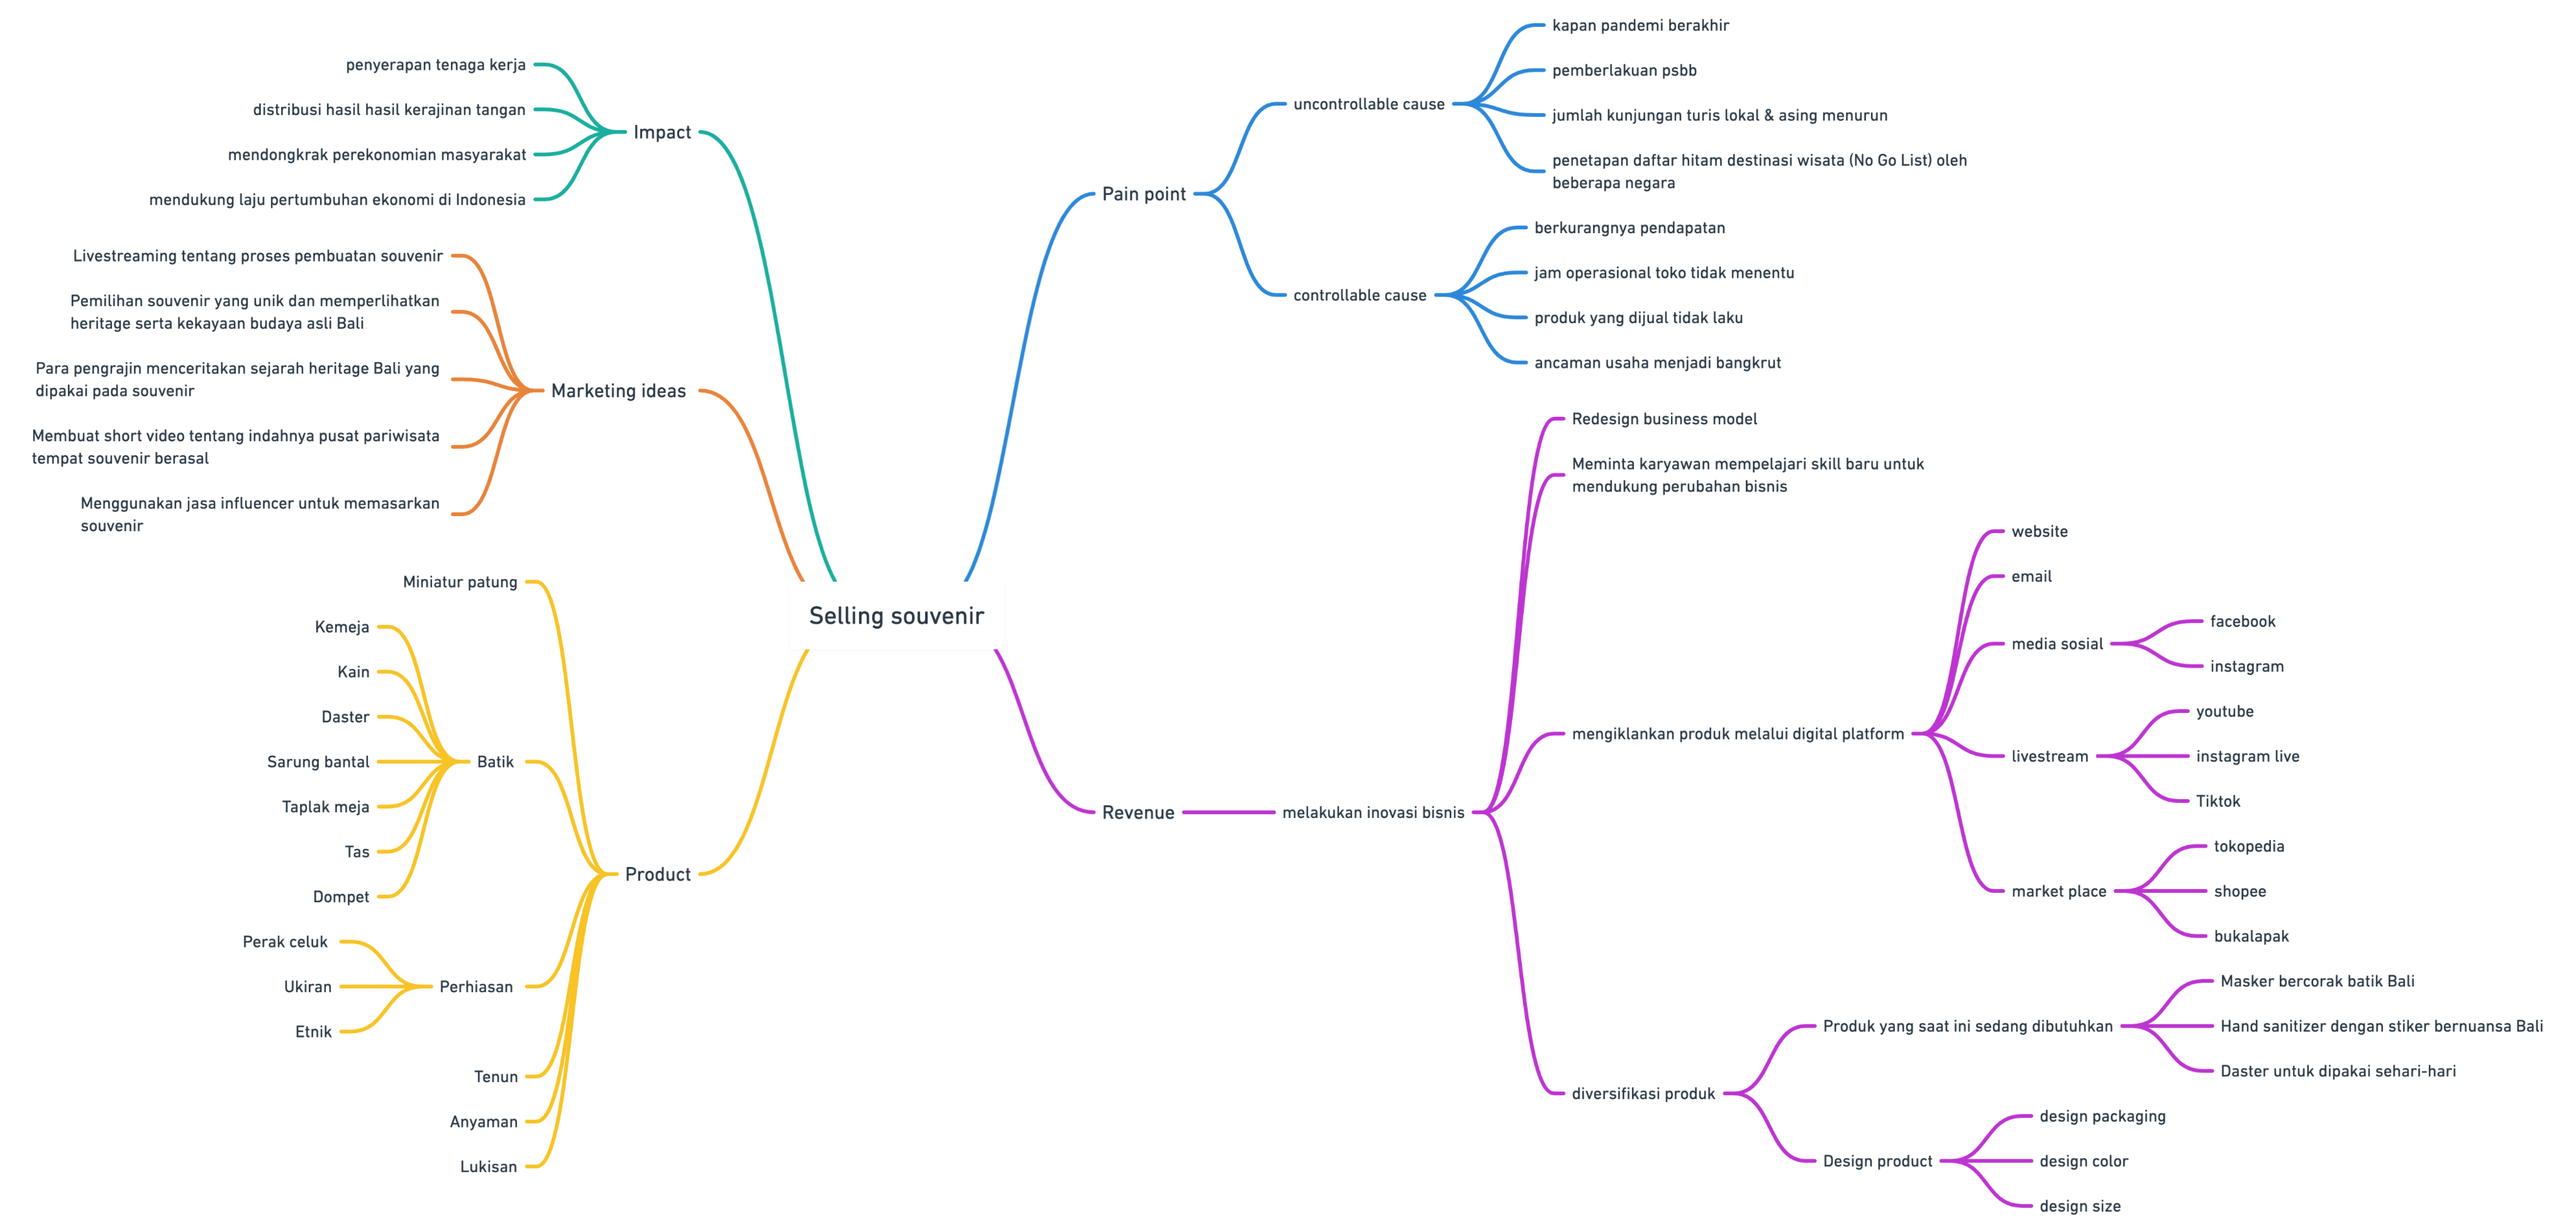 Selling souvenir
Impact
penyerapan tenaga kerja
distribusi hasil hasil kerajinan tangan
mendongkrak perekonomian masyarakat
mendukung laju pertumbuhan ekonomi di Indonesia
Marketing ideas
Livestreaming tentang proses pembuatan souvenir
Pemilihan souvenir yang unik dan memperlihatkan
heritage serta kekayaan budaya asli Bali
Para pengrajin menceritakan sejarah heritage Bali yang
dipakai pada souvenir
Membuat short video tentang indahnya pusat pariwisata
tempat souvenir berasal
Menggunakan jasa influencer untuk memasarkan
souvenir
Product
Miniatur patung
Batik
Kemeja
Kain
Daster
Sarung bantal
Taplak meja
Tas
Dompet
Perhiasan
Perak celuk
Ukiran
Etnik
Tenun
Anyaman
Lukisan
Pain point
uncontrollable cause
kapan pandemi berakhir
pemberlakuan psbb
jumlah kunjungan turis lokal & asing menurun
penetapan daftar hitam destinasi wisata (No Go List) oleh
beberapa negara
controllable cause
berkurangnya pendapatan
jam operasional toko tidak menentu
produk yang dijual tidak laku
ancaman usaha menjadi bangkrut
Revenue
melakukan inovasi bisnis
Redesign business model
Meminta karyawan mempelajari skill baru untuk
mendukung perubahan bisnis
mengiklankan produk melalui digital platform
website
email
media sosial
facebook
instagram
livestream
youtube
instagram live
Tiktok
market place
tokopedia
shopee
bukalapak
diversifikasi produk
Produk yang saat ini sedang dibutuhkan
Masker bercorak batik Bali
Hand sanitizer dengan stiker bernuansa Bali
Daster untuk dipakai sehari-hari
Design product
design packaging
design color
design size